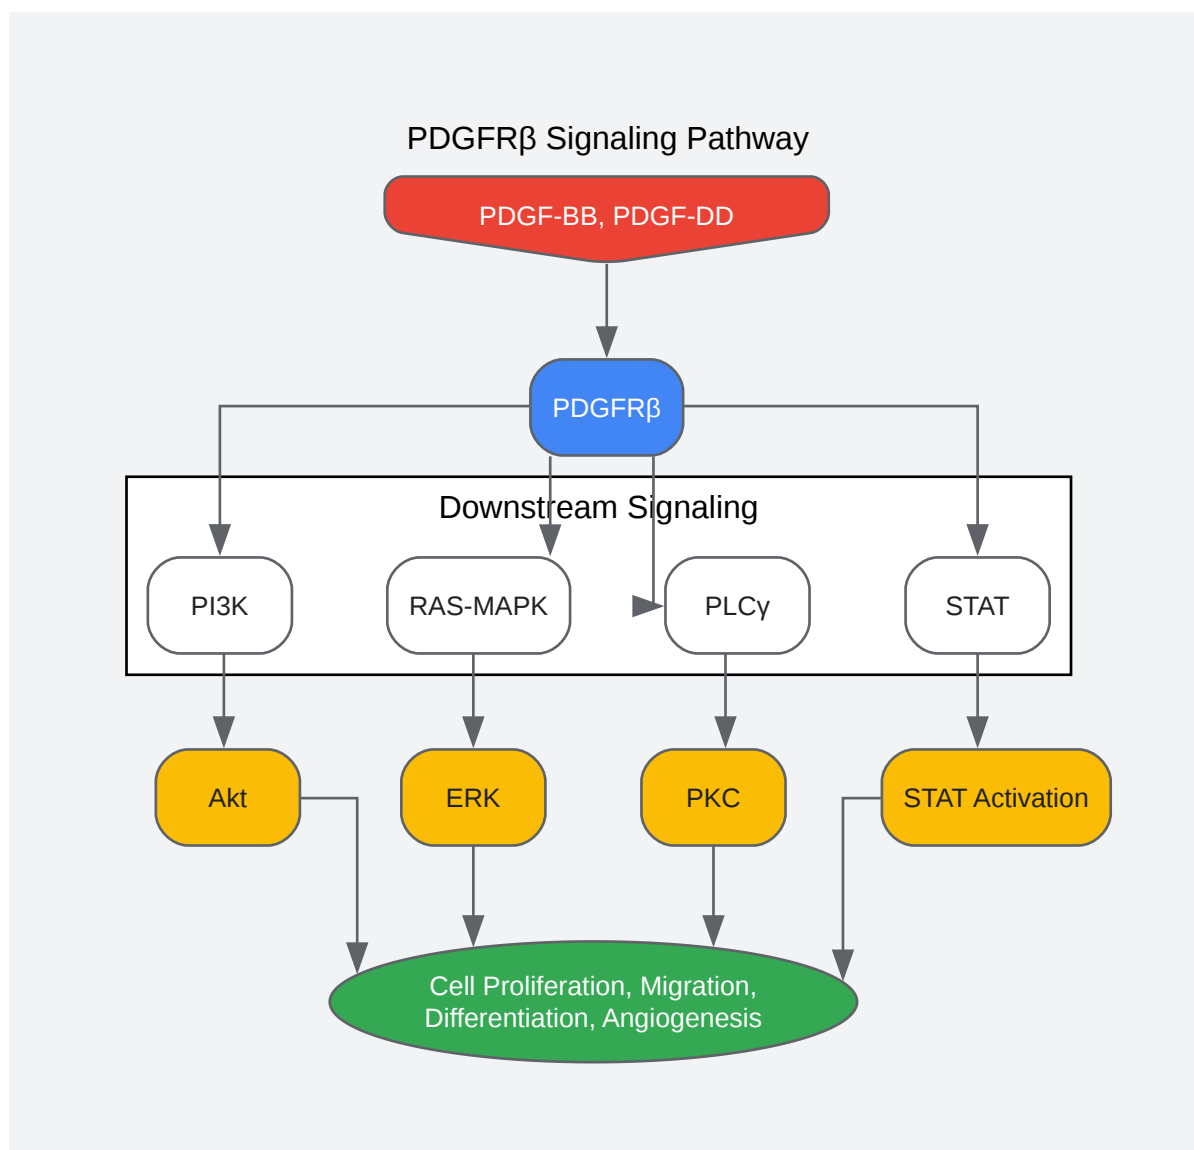 PDGFRβ Signaling Pathway
PDGF-BB, PDGF-DD
PDGFRβ
Downstream Signaling
PI3K
RAS-MAPK
PLCγ
STAT
Akt
ERK
PKC
STAT Activation
Cell Proliferation, Migration,
Differentiation, Angiogenesis